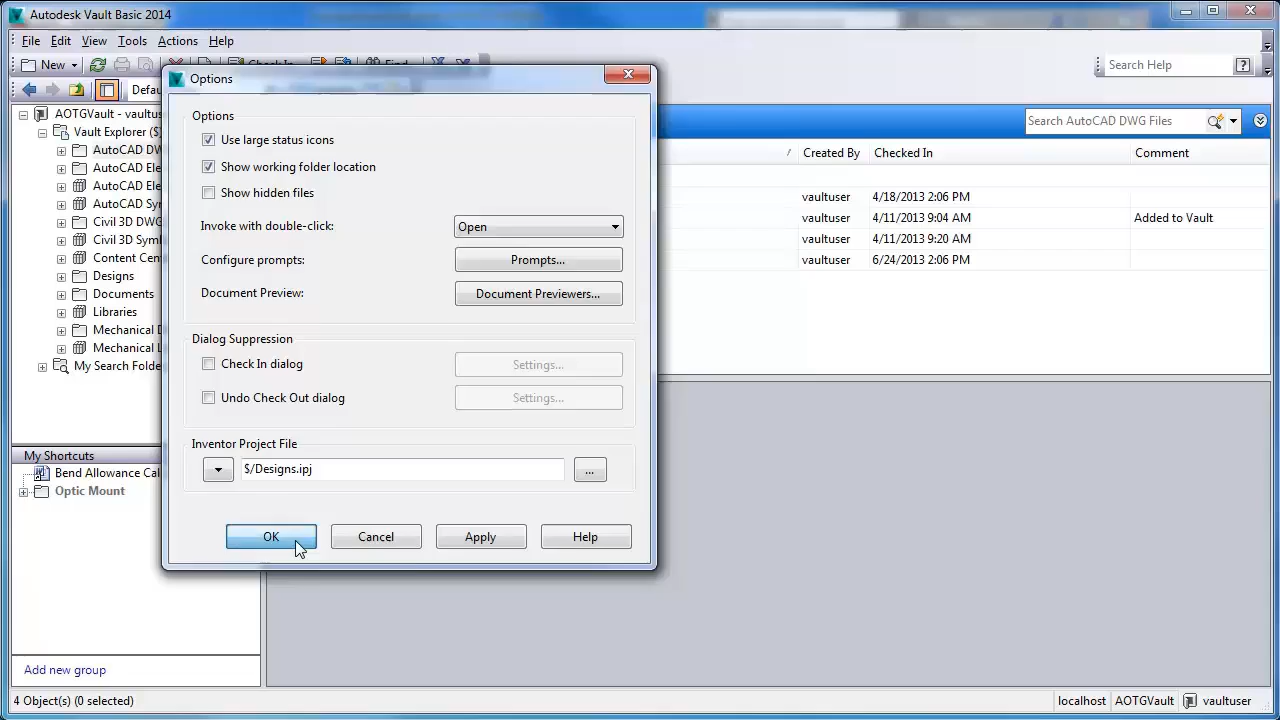 Autodesk Vault Basic 2014
File Edit View Tools Actions Help
New Check In Find Search Help ?
Defau
Options
AOTGVault - vaultus
Vault Explorer ($)
AutoCAD DW
AutoCAD Ele
AutoCAD Ele
AutoCAD Sy
Civil 3D DWG
Civil 3D Syml
Content Cen
Designs
Documents
Libraries
Mechanical D
Mechanical L
My Search Folde
My Shortcuts
Bend Allowance Cal
Optic Mount
Add new group
Options
Use large status icons
Show working folder location
Show hidden files
Invoke with double-click: Open
Configure prompts: Prompts...
Document Preview: Document Previewers...
Dialog Suppression
Check In dialog Settings...
Undo Check Out dialog Settings...
Inventor Project File
$/Designs.ipj ...
OK Cancel Apply Help
Search AutoCAD DWG Files
Created By Checked In Comment
vaultuser 4/18/2013 2:06 PM
vaultuser 4/11/2013 9:04 AM Added to Vault
vaultuser 4/11/2013 9:20 AM
vaultuser 6/24/2013 2:06 PM
4 Object(s) (0 selected) localhost AOTGVault vaultuser